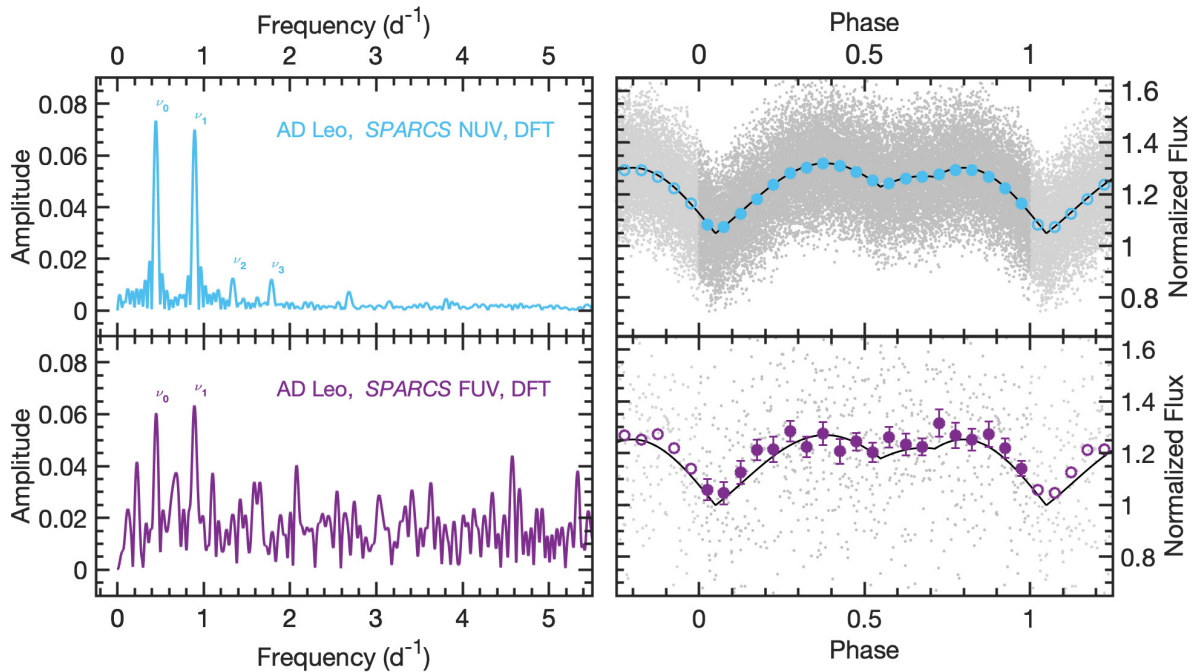 Frequency (d⁻¹)
0 1 2 3 4 5
Phase
0 0.5 1
Amplitude
0.08
0.06
0.04
0.02
0
ν₀
ν₁
ν₂
ν₃
AD Leo, SPARCS NUV, DFT
1.6
1.4
1.2
1
0.8
Normalized Flux
Amplitude
0.08
0.06
0.04
0.02
0
ν₀
ν₁
AD Leo, SPARCS FUV, DFT
1.6
1.4
1.2
1
0.8
Normalized Flux
0 1 2 3 4 5
Frequency (d⁻¹)
0 0.5 1
Phase